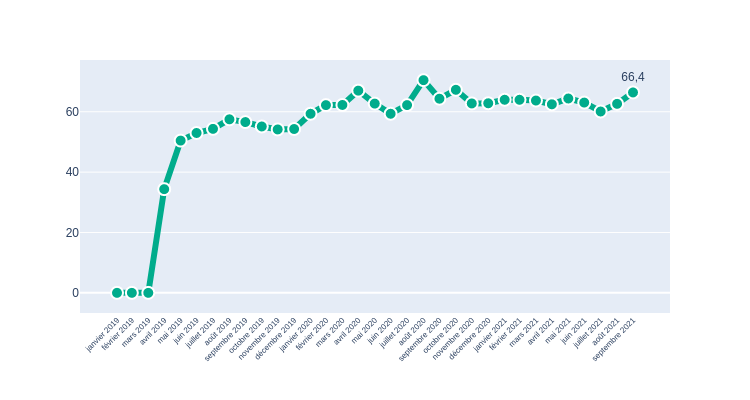 66,4
60
40
20
0
janvier 2019
février 2019
mars 2019
avril 2019
mai 2019
juin 2019
juillet 2019
août 2019
septembre 2019
octobre 2019
novembre 2019
décembre 2019
janvier 2020
février 2020
mars 2020
avril 2020
mai 2020
juin 2020
juillet 2020
août 2020
septembre 2020
octobre 2020
novembre 2020
décembre 2020
janvier 2021
février 2021
mars 2021
avril 2021
mai 2021
juin 2021
juillet 2021
août 2021
septembre 2021